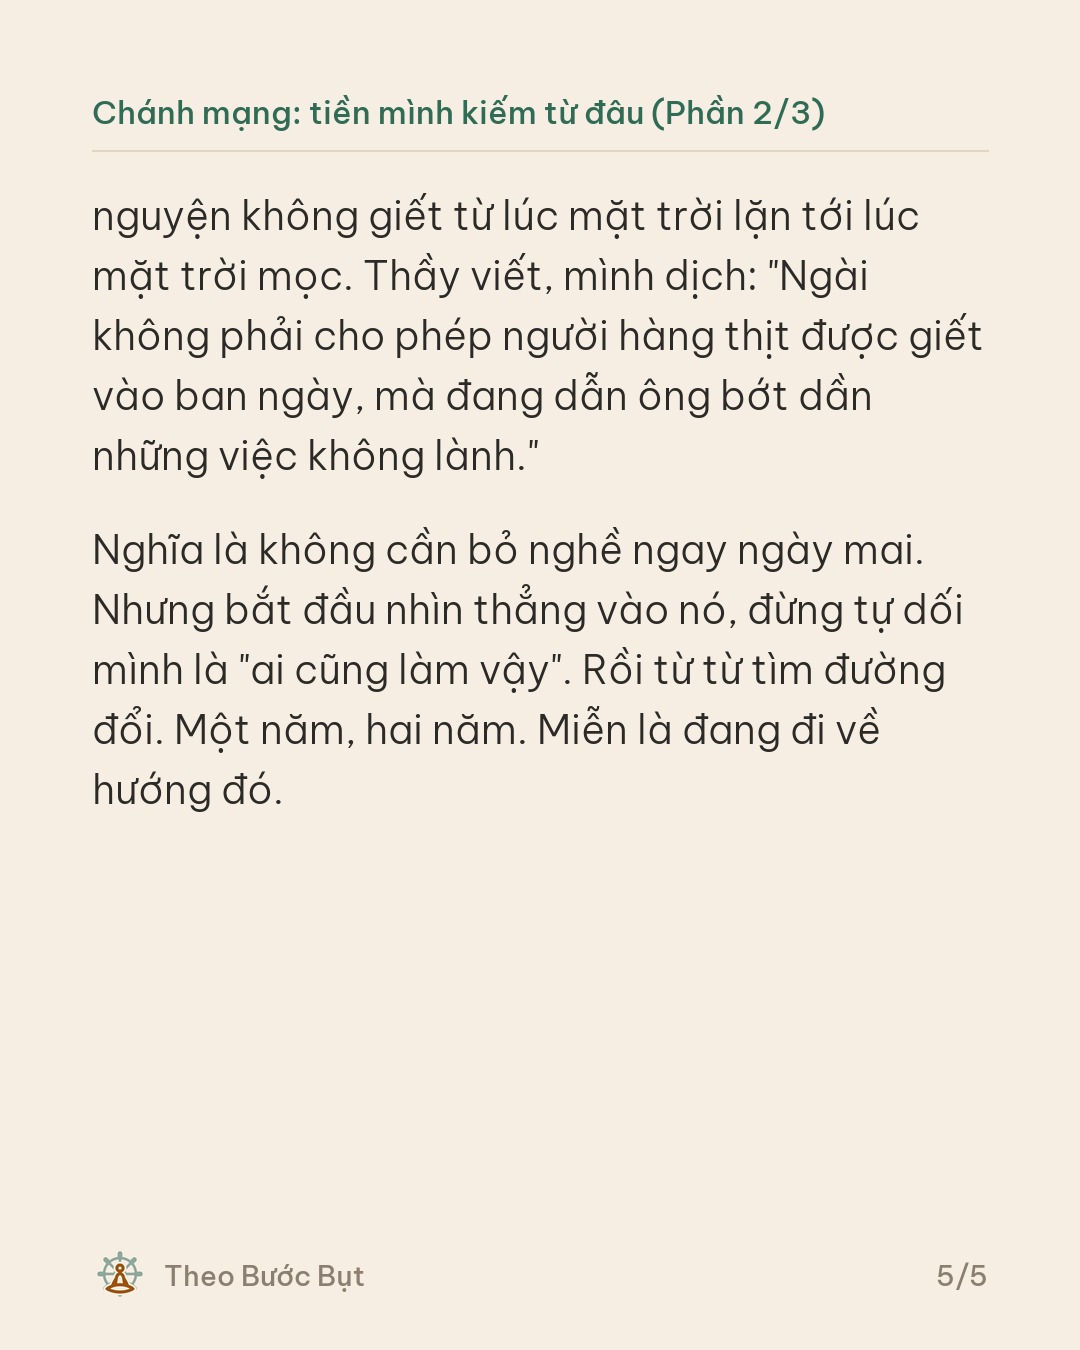 Chánh mạng: tiền mình kiếm từ đâu (Phần 2/3)
nguyện không giết từ lúc mặt trời lặn tới lúc
mặt trời mọc. Thầy viết, mình dịch: "Ngài
không phải cho phép người hàng thịt được giết
vào ban ngày, mà đang dẫn ông bớt dần
những việc không lành."
Nghĩa là không cần bỏ nghề ngay ngày mai.
Nhưng bắt đầu nhìn thẳng vào nó, đừng tự dối
mình là "ai cũng làm vậy". Rồi từ từ tìm đường
đổi. Một năm, hai năm. Miễn là đang đi về
hướng đó.
Theo Bước Bụt
5/5